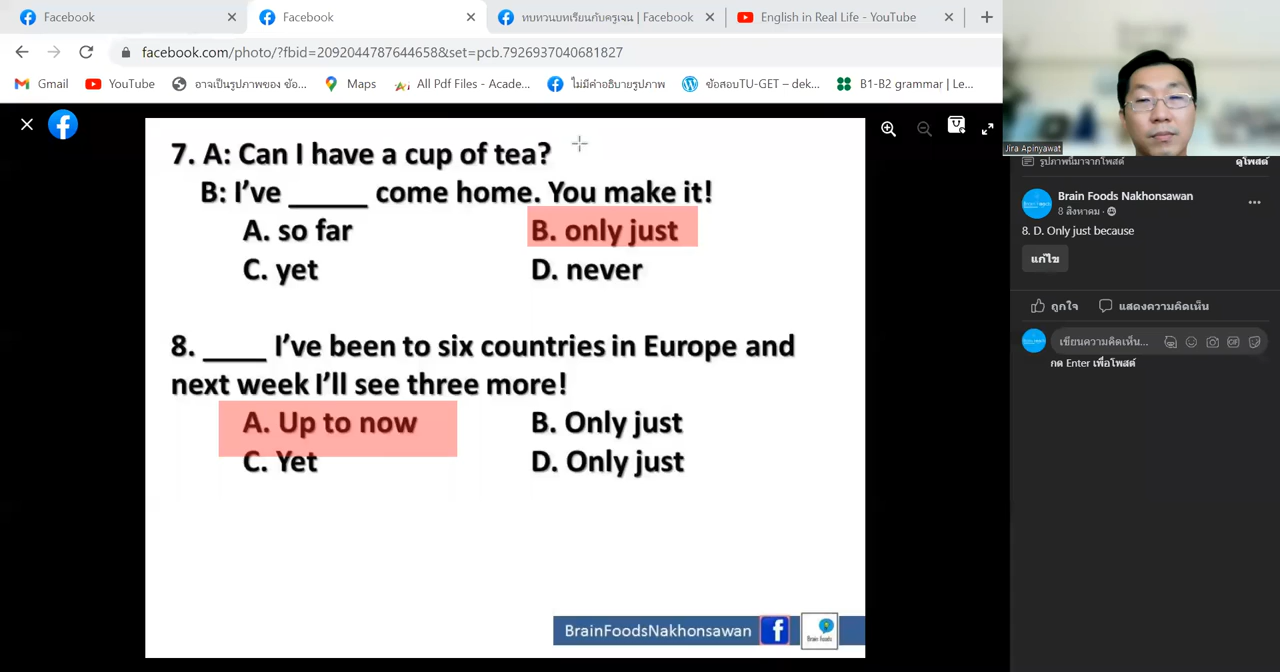 Facebook
Facebook
ทบทวนบทเรียนกับครูเจน | Facebook
English in Real Life - YouTube
facebook.com/photo/?fbid=2092044787644658&set=pcb.7926937040681827
Gmail
YouTube
อาจเป็นรูปภาพของ ข้อ...
Maps
All Pdf Files - Acade...
ไม่มีคำอธิบายรูปภาพ
ข้อสอบTU-GET – dek...
B1-B2 grammar | Le...
Jira Apinyawat
7. A: Can I have a cup of tea?
B: I’ve _____ come home. You make it!
A. so far
B. only just
C. yet
D. never
8. ____ I’ve been to six countries in Europe and
next week I’ll see three more!
A. Up to now
B. Only just
C. Yet
D. Only just
BrainFoodsNakhonsawan
Brain Foods
รูปภาพนี้มาจากโพสต์
ดูโพสต์
Brain Foods Nakhonsawan
8 สิงหาคม ·
8. D. Only just because
แก้ไข
ถูกใจ
แสดงความคิดเห็น
เขียนความคิดเห็น...
กด Enter เพื่อโพสต์